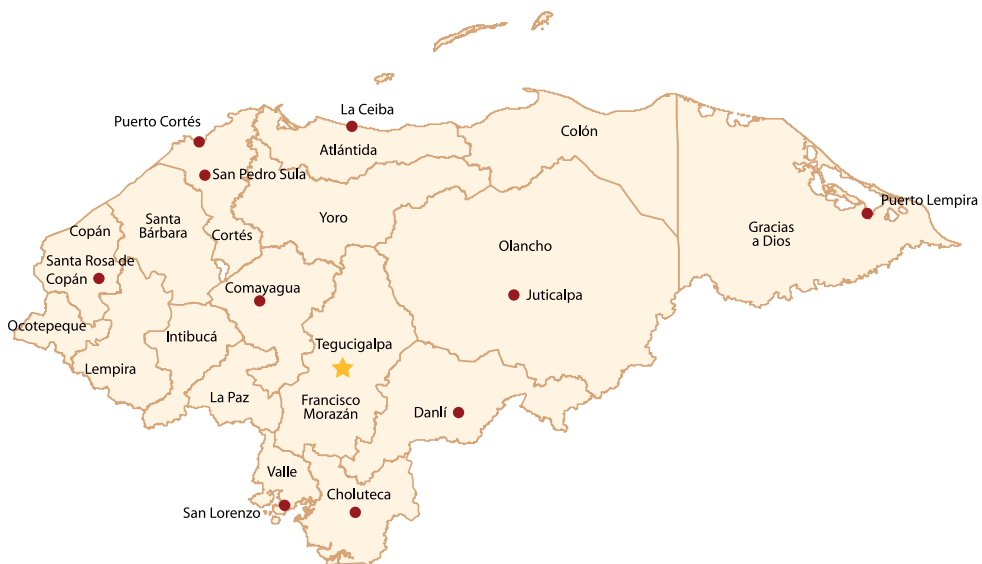 La Ceiba
Puerto Cortés
Colón
Atlántida
San Pedro Sula
Puerto Lempira
Santa
Bárbara
Yoro
Copán
Cortés
Gracias
a Dios
Olancho
Santa Rosa de
Copán
Comayagua
Juticalpa
Ocotepeque
Intibucá
Tegucigalpa
Lempira
La Paz
Francisco
Morazán
Danlí
Valle
Choluteca
San Lorenzo